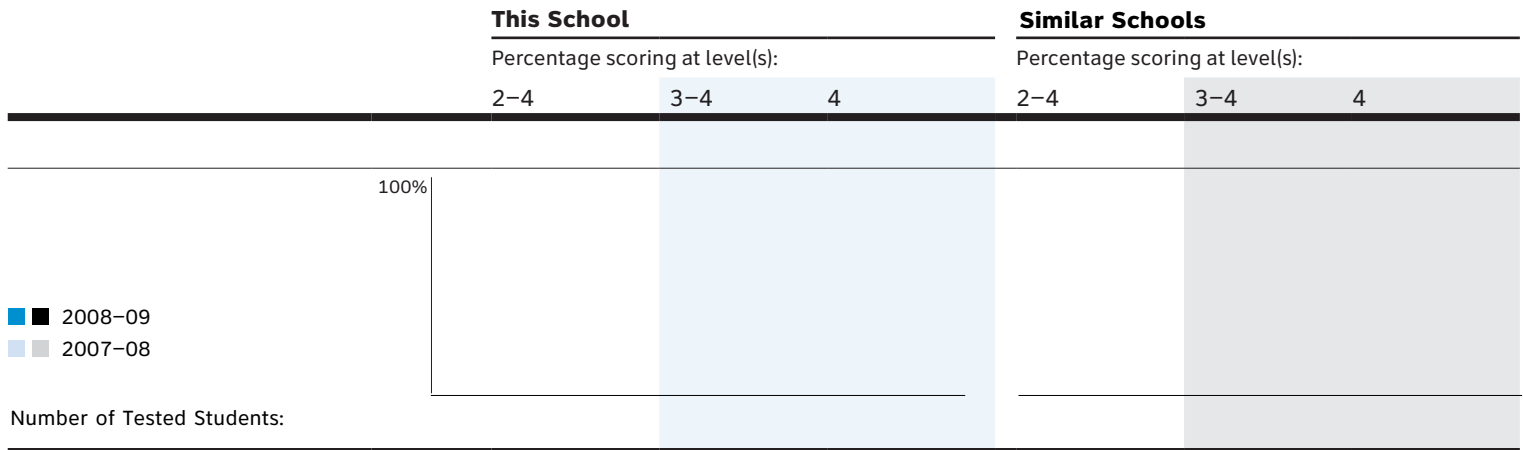 This School Similar Schools
Percentage scoring at level(s): Percentage scoring at level(s):
2–4 3–4 4 2–4 3–4 4
100%
2008–09
2007–08
Number of Tested Students: